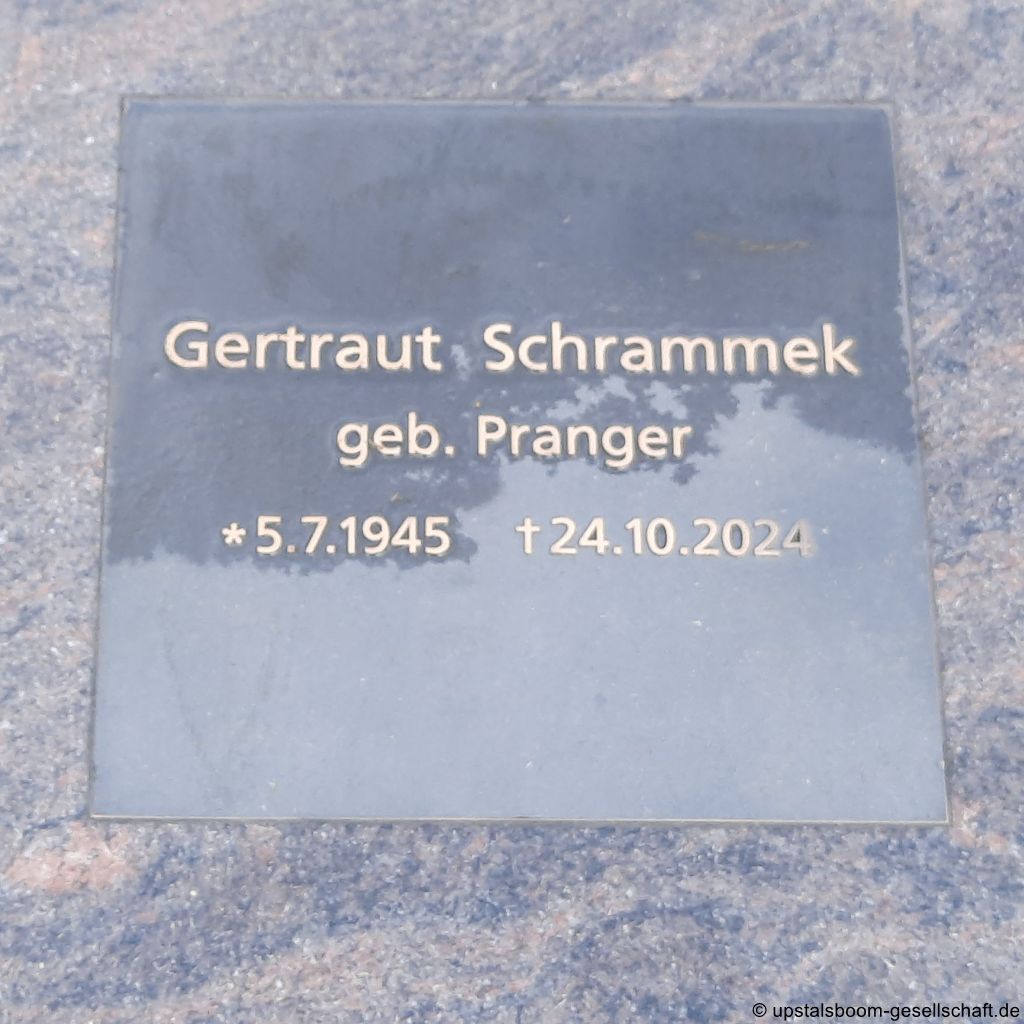 Gertraut Schrammek
geb. Pranger
*5.7.1945 †24.10.2024
© upstalsboom-gesellschaft.de